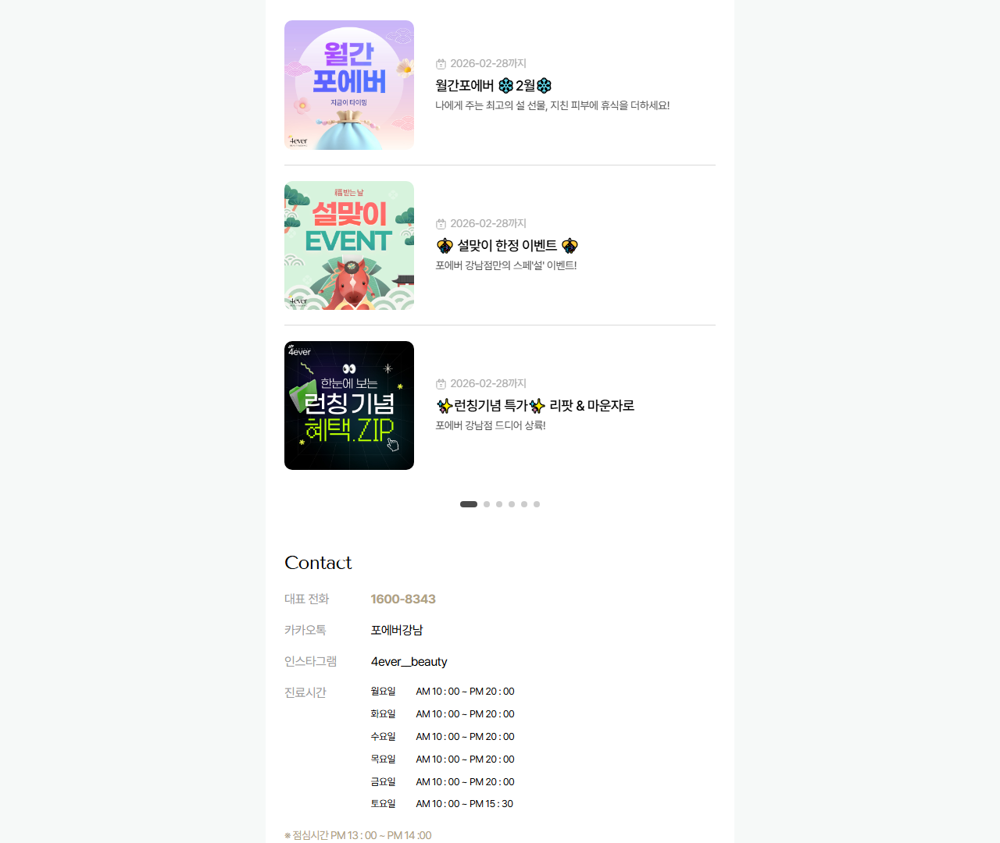 월간
포에버
지금이 타이밍
4ever
2026-02-28까지
월간포에버 ❄️2월❄️
나에게 주는 최고의 설 선물, 지친 피부에 휴식을 더하세요!
福 받는 날
설맞이
EVENT
4ever
2026-02-28까지
설맞이 한정 이벤트
포에버 강남점만의 스페'설' 이벤트!
4ever
한눈에 보는
런칭기념
혜택.ZIP
2026-02-28까지
✨런칭기념 특가✨ 리팟 & 마운자로
포에버 강남점 드디어 상륙!
Contact
대표 전화 1600-8343
카카오톡 포에버강남
인스타그램 4ever__beauty
진료시간 월요일 AM 10 : 00 ~ PM 20 : 00
화요일 AM 10 : 00 ~ PM 20 : 00
수요일 AM 10 : 00 ~ PM 20 : 00
목요일 AM 10 : 00 ~ PM 20 : 00
금요일 AM 10 : 00 ~ PM 20 : 00
토요일 AM 10 : 00 ~ PM 15 : 30
※ 점심시간 PM 13 : 00 ~ PM 14 :00